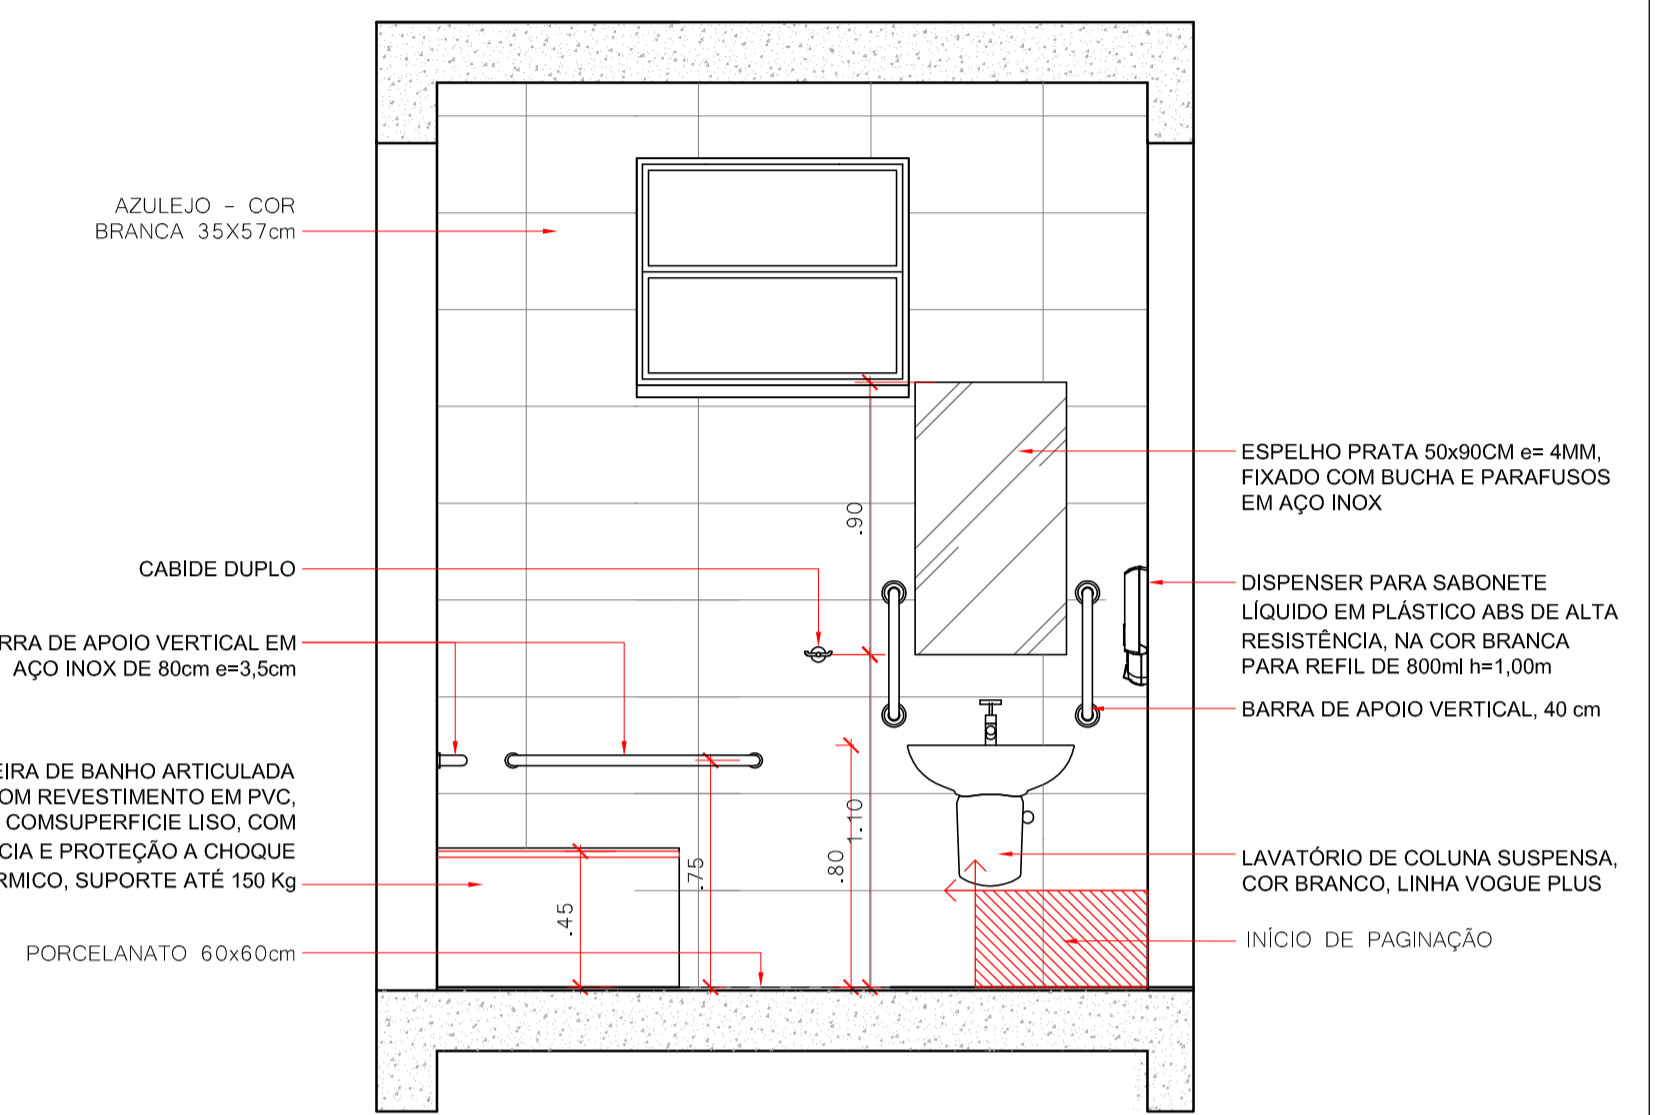 AZULEJO - COR
BRANCA 35X57cm
CABIDE DUPLO
RRA DE APOIO VERTICAL EM
AÇO INOX DE 80cm e=3,5cm
EIRA DE BANHO ARTICULADA
OM REVESTIMENTO EM PVC,
COMSUPERFICIE LISO, COM
CIA E PROTEÇÃO A CHOQUE
RMICO, SUPORTE ATÉ 150 Kg
PORCELANATO 60x60cm
.45
.75
.80
1.10
.90
ESPELHO PRATA 50x90CM e= 4MM,
FIXADO COM BUCHA E PARAFUSOS
EM AÇO INOX
DISPENSER PARA SABONETE
LÍQUIDO EM PLÁSTICO ABS DE ALTA
RESISTÊNCIA, NA COR BRANCA
PARA REFIL DE 800ml h=1,00m
BARRA DE APOIO VERTICAL, 40 cm
LAVATÓRIO DE COLUNA SUSPENSA,
COR BRANCO, LINHA VOGUE PLUS
INÍCIO DE PAGINAÇÃO